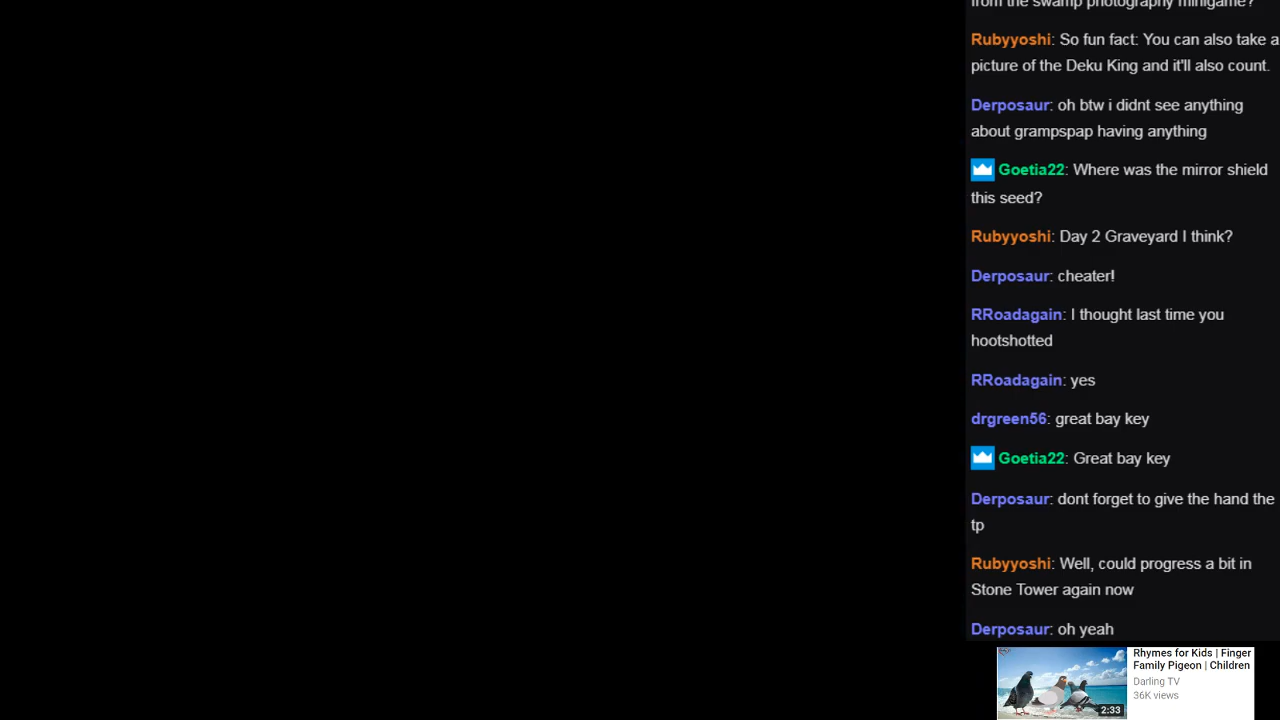 from the swamp photography minigame?
Rubyyoshi: So fun fact: You can also take a
picture of the Deku King and it'll also count.
Derposaur: oh btw i didnt see anything
about grampspap having anything
Goetia22: Where was the mirror shield
this seed?
Rubyyoshi: Day 2 Graveyard I think?
Derposaur: cheater!
RRoadagain: I thought last time you
hootshotted
RRoadagain: yes
drgreen56: great bay key
Goetia22: Great bay key
Derposaur: dont forget to give the hand the
tp
Rubyyoshi: Well, could progress a bit in
Stone Tower again now
Derposaur: oh yeah
Rhymes for Kids | Finger
Family Pigeon | Children
Darling TV
36K views
2:33